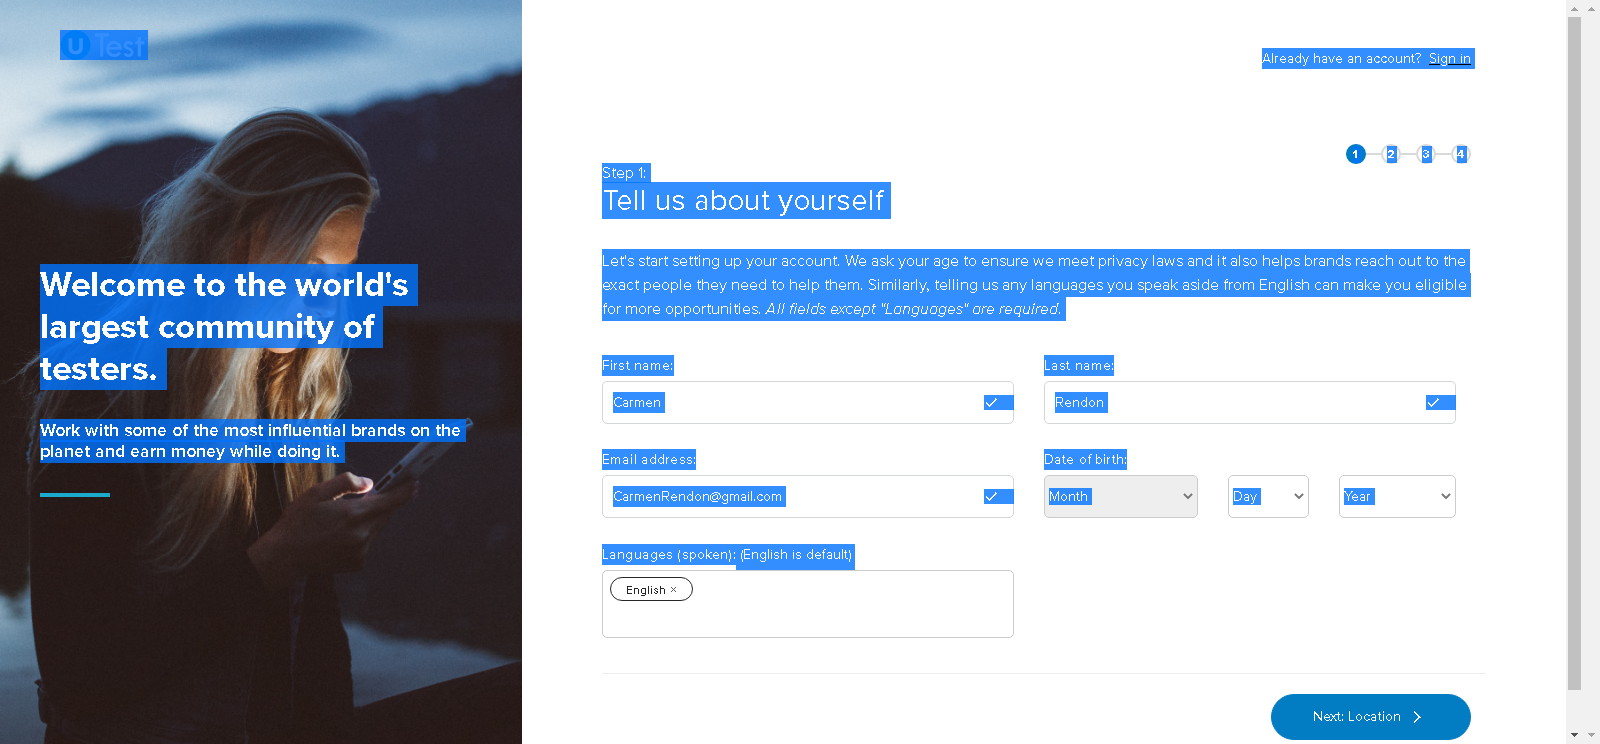 U Test
Already have an account? Sign in
1 2 3 4
Step 1:
Tell us about yourself
Let's start setting up your account. We ask your age to ensure we meet privacy laws and it also helps brands reach out to the
exact people they need to help them. Similarly, telling us any languages you speak aside from English can make you eligible
for more opportunities. All fields except "Languages" are required.
Welcome to the world's
largest community of
testers.
Work with some of the most influential brands on the
planet and earn money while doing it.
First name: Last name:
Carmen Rendon
Email address: Date of birth:
CarmenRendon@gmail.com Month Day Year
Languages (spoken): (English is default)
English ×
Next: Location